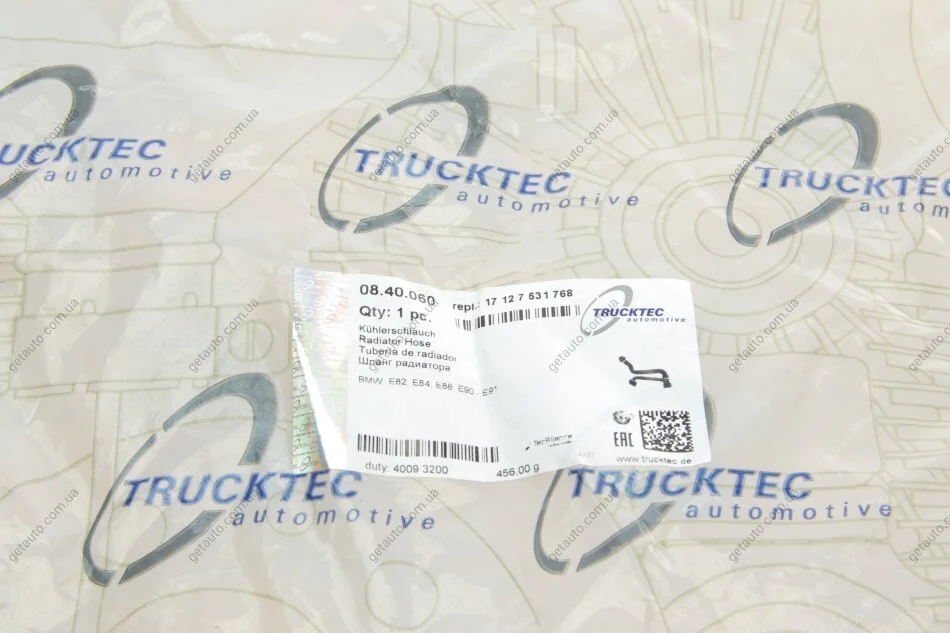 TRUCKTEC
automotive
TRUCKTEC
automotive
TRUCKTEC
automotive
08.40.060
repl.: 17 12 7 531 768
Qty: 1 pc.
TRUCKTEC
automotive
Kühlerschlauch
Radiator Hose
Tuberia de radiador
Шланг радиатора
BMW E82, E84, E88, E90 - E91
EAC
www.trucktec.de
duty: 4009 3200
456,00 g
TRUCKTEC
automotive
TRUCKTEC
automotive
getauto.com.ua